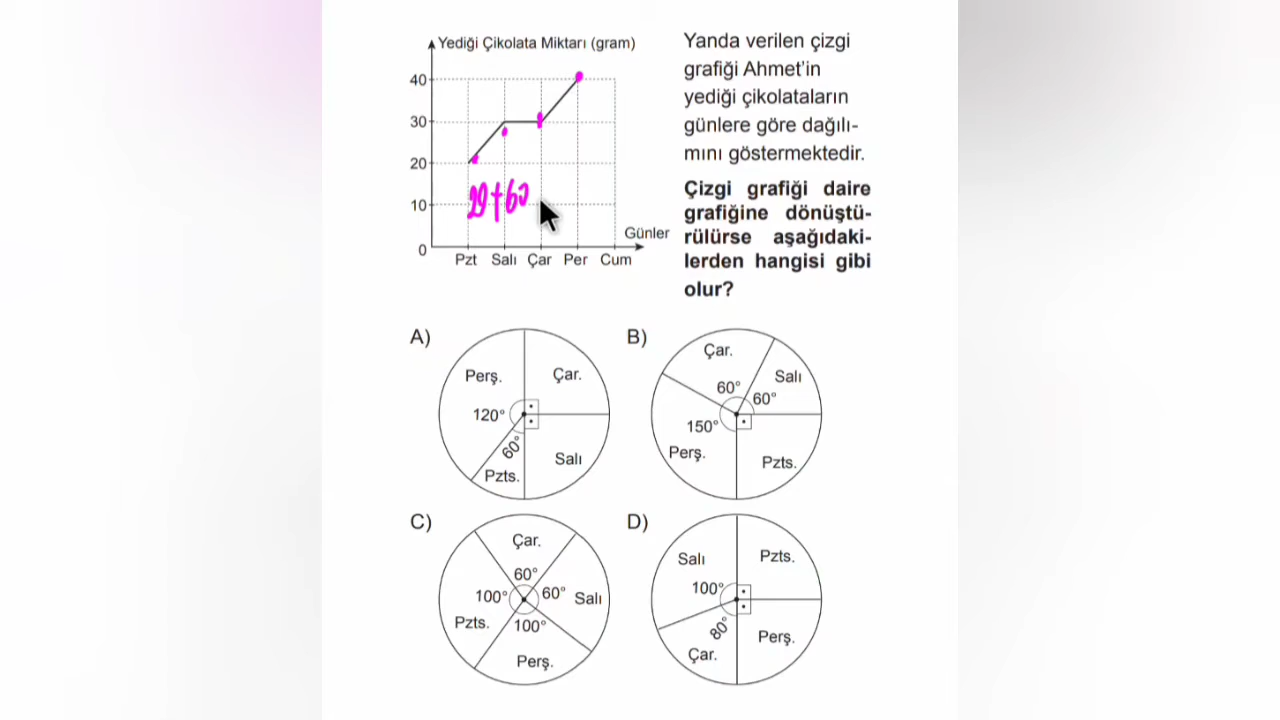 Yediği Çikolata Miktarı (gram)
40
30
20
10
0
20+60
Günler
Pzt Salı Çar Per Cum
Yanda verilen çizgi
grafiği Ahmet'in
yediği çikolataların
günlere göre dağılı-
mını göstermektedir.
Çizgi grafiği daire
grafiğine dönüştü-
rülürse aşağıdaki-
lerden hangisi gibi
olur?
A)
Perş.
Çar.
120°
60°
Salı
Pzts.
B)
Çar.
Salı
60°
60°
150°
Perş.
Pzts.
C)
Çar.
60°
100°
60° Salı
Pzts.
100°
Perş.
D)
Salı
Pzts.
100°
80°
Perş.
Çar.